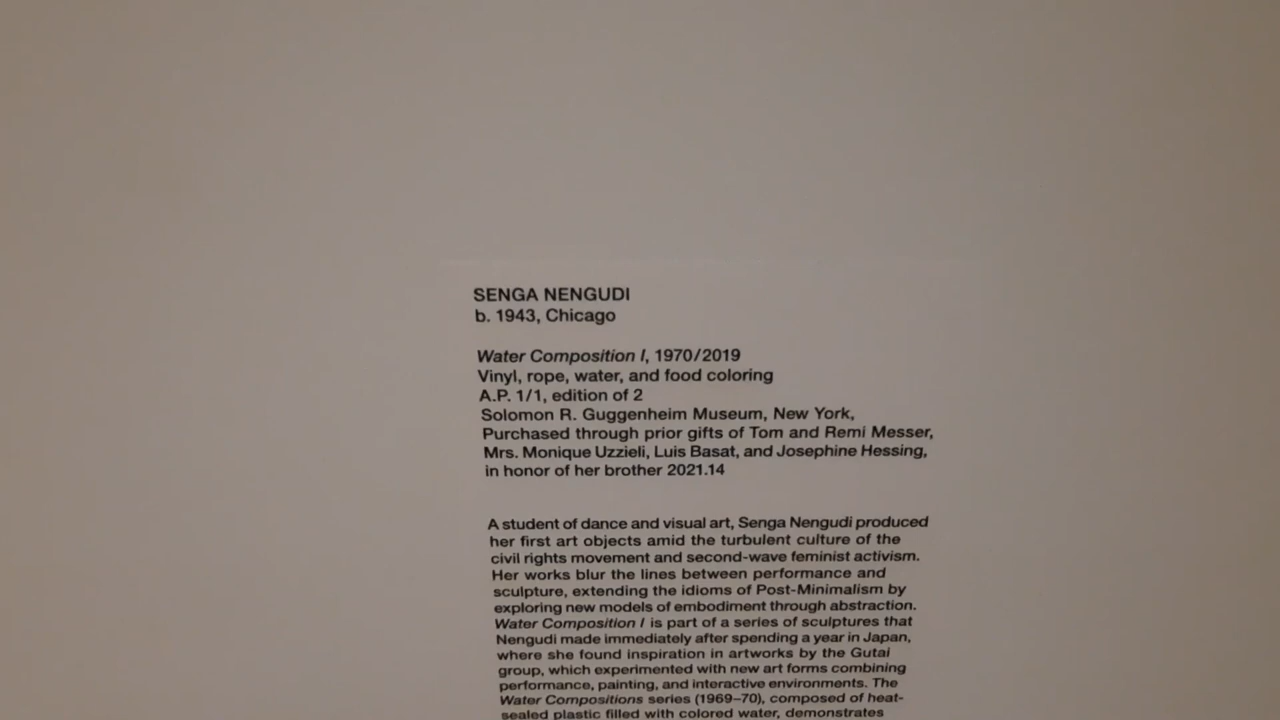 SENGA NENGUDI
b. 1943, Chicago
Water Composition I, 1970/2019
Vinyl, rope, water, and food coloring
A.P. 1/1, edition of 2
Solomon R. Guggenheim Museum, New York,
Purchased through prior gifts of Tom and Remi Messer,
Mrs. Monique Uzzieli, Luis Basat, and Josephine Hessing,
in honor of her brother 2021.14
A student of dance and visual art, Senga Nengudi produced
her first art objects amid the turbulent culture of the
civil rights movement and second-wave feminist activism.
Her works blur the lines between performance and
sculpture, extending the idioms of Post-Minimalism by
exploring new models of embodiment through abstraction.
Water Composition I is part of a series of sculptures that
Nengudi made immediately after spending a year in Japan,
where she found inspiration in artworks by the Gutai
group, which experimented with new art forms combining
performance, painting, and interactive environments. The
Water Compositions series (1969–70), composed of heat-
sealed plastic filled with colored water, demonstrates